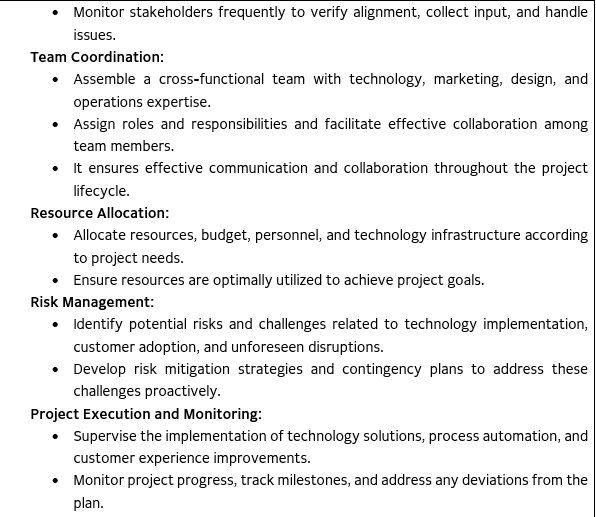 • Monitor stakeholders frequently to verify alignment, collect input, and handle
issues.
Team Coordination:
• Assemble a cross-functional team with technology, marketing, design, and
operations expertise.
• Assign roles and responsibilities and facilitate effective collaboration among
team members.
• It ensures effective communication and collaboration throughout the project
lifecycle.
Resource Allocation:
• Allocate resources, budget, personnel, and technology infrastructure according
to project needs.
• Ensure resources are optimally utilized to achieve project goals.
Risk Management:
• Identify potential risks and challenges related to technology implementation,
customer adoption, and unforeseen disruptions.
• Develop risk mitigation strategies and contingency plans to address these
challenges proactively.
Project Execution and Monitoring:
• Supervise the implementation of technology solutions, process automation, and
customer experience improvements.
• Monitor project progress, track milestones, and address any deviations from the
plan.